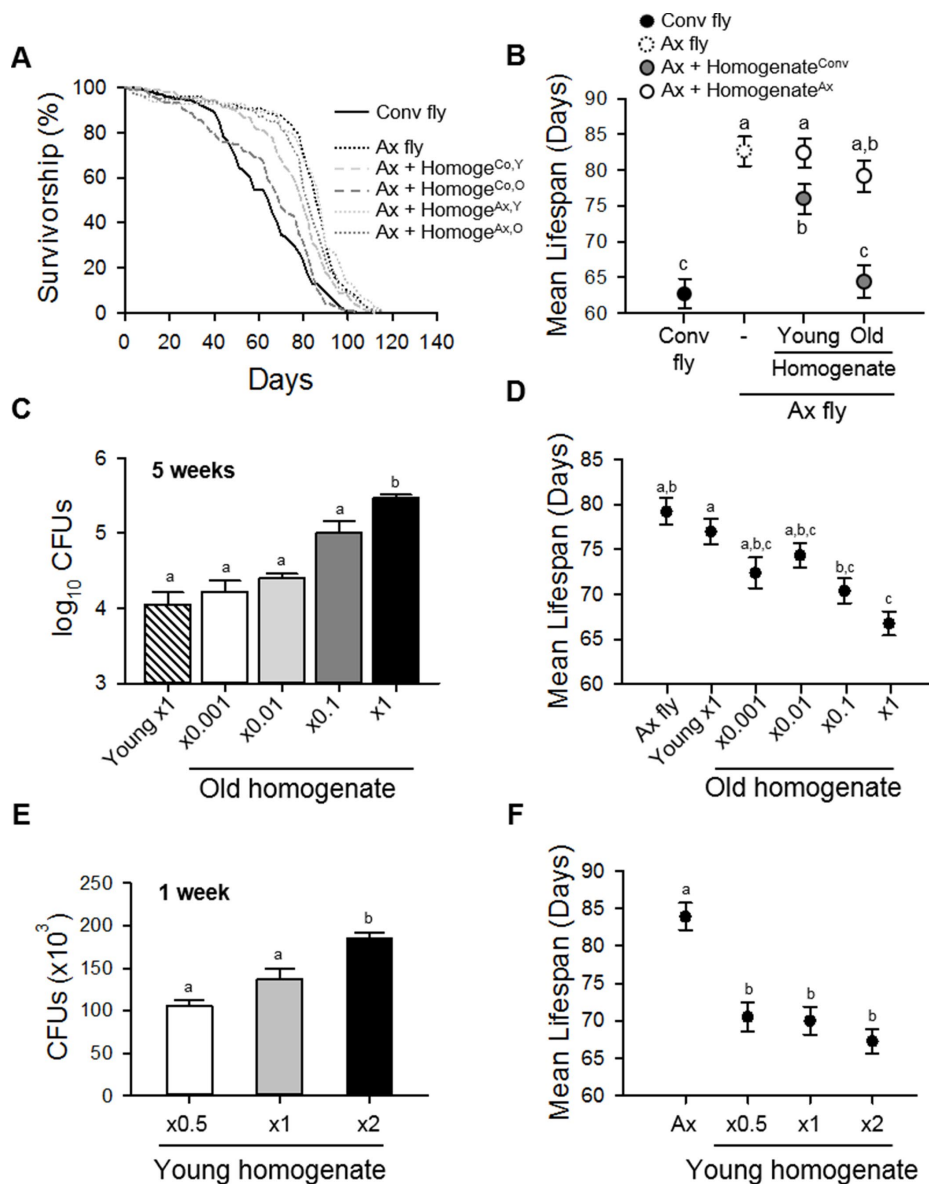 A
Survivorship (%)
100
80
60
40
20
0
0 20 40 60 80 100 120 140
Days
Conv fly
Ax fly
Ax + Homoge^Co,Y
Ax + Homoge^Co,O
Ax + Homoge^Ax,Y
Ax + Homoge^Ax,O
B
Conv fly
Ax fly
Ax + Homogenate^Conv
Ax + Homogenate^Ax
Mean Lifespan (Days)
90
85
80
75
70
65
60
c
a
a
b
a,b
c
Conv fly
-
Young Old
Homogenate
Ax fly
C
5 weeks
log₁₀ CFUs
6
5
4
3
a
a
a
a
b
Young x1
x0.001
x0.01
x0.1
x1
Old homogenate
D
Mean Lifespan (Days)
85
80
75
70
65
60
a,b
a
a,b,c
a,b,c
b,c
c
Ax fly
Young x1
x0.001
x0.01
x0.1
x1
Old homogenate
E
1 week
CFUs (x10³)
250
200
150
100
50
0
a
a
b
x0.5 x1 x2
Young homogenate
F
Mean Lifespan (Days)
90
85
80
75
70
65
60
a
b
b
b
Ax x0.5 x1 x2
Young homogenate